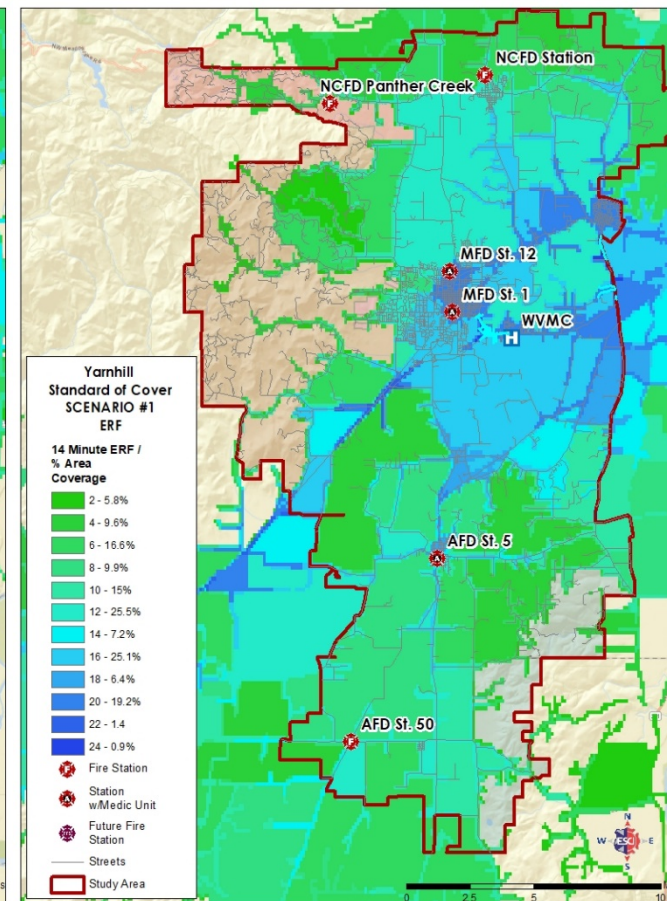 NCFD Station
NCFD Panther Creek
MFD St. 12
MFD St. 1
WVMC
H
AFD St. 5
AFD St. 50
Yamhill
Standard of Cover
SCENARIO #1
ERF
14 Minute ERF /
% Area
Coverage
2 - 5.8%
4 - 9.6%
6 - 16.6%
8 - 9.9%
10 - 15%
12 - 25.5%
14 - 7.2%
16 - 25.1%
18 - 6.4%
20 - 19.2%
22 - 1.4
24 - 0.9%
F Fire Station
A Station
w/Medic Unit
Future Fire
Station
Streets
Study Area
N
W E
S
ESCI
0 2.5 5 10